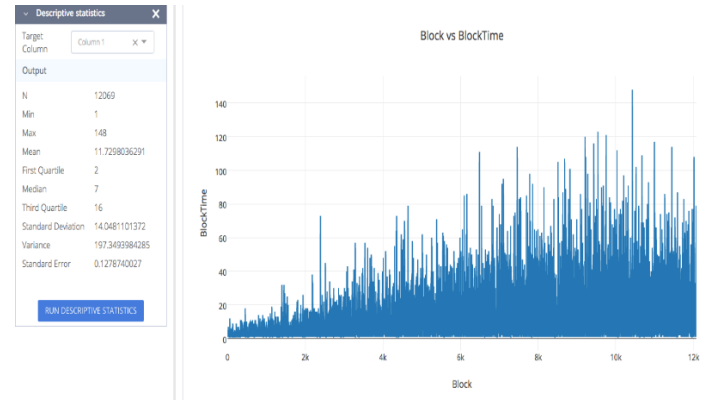 Descriptive statistics X
Target Column
Column 1
Output
N 12069
Min 1
Max 148
Mean 11.7298036291
First Quartile 2
Median 7
Third Quartile 16
Standard Deviation 14.0481101372
Variance 197.3493984285
Standard Error 0.1278740027
RUN DESCRIPTIVE STATISTICS
Block vs BlockTime
140
120
100
80
60
40
20
0
BlockTime
0 2k 4k 6k 8k 10k 12k
Block